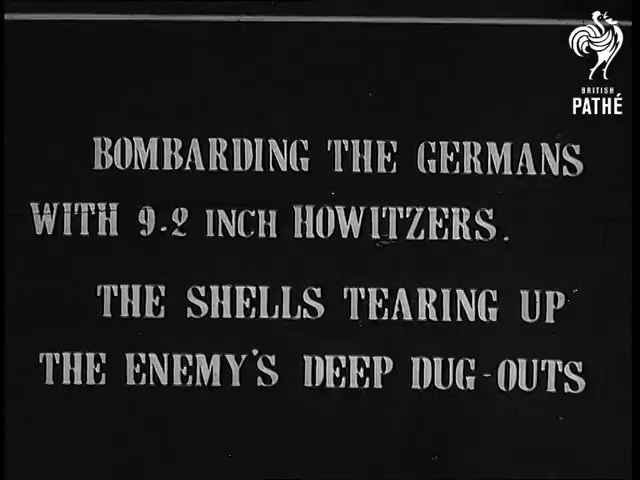 BRITISH
PATHÉ
BOMBARDING THE GERMANS
WITH 9.2 INCH HOWITZERS.
THE SHELLS TEARING UP
THE ENEMY'S DEEP DUG-OUTS